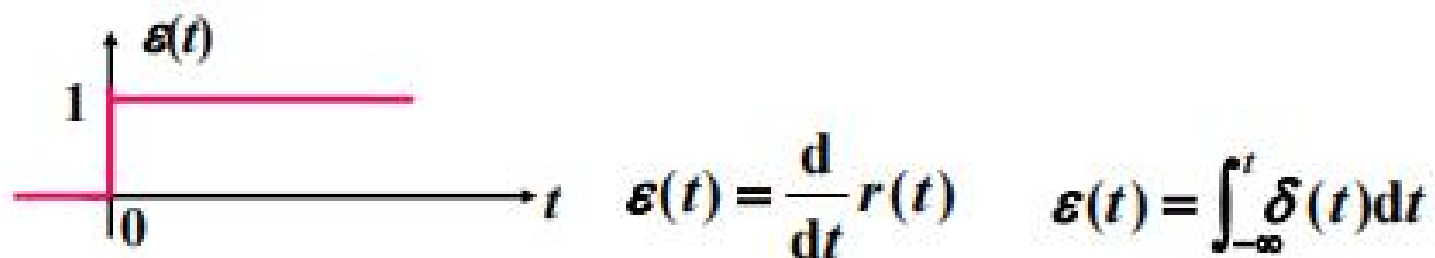 ε(t)
1
0
t
ε(t) = d/dt r(t)
ε(t) = ∫_{-∞}^{t} δ(t)dt